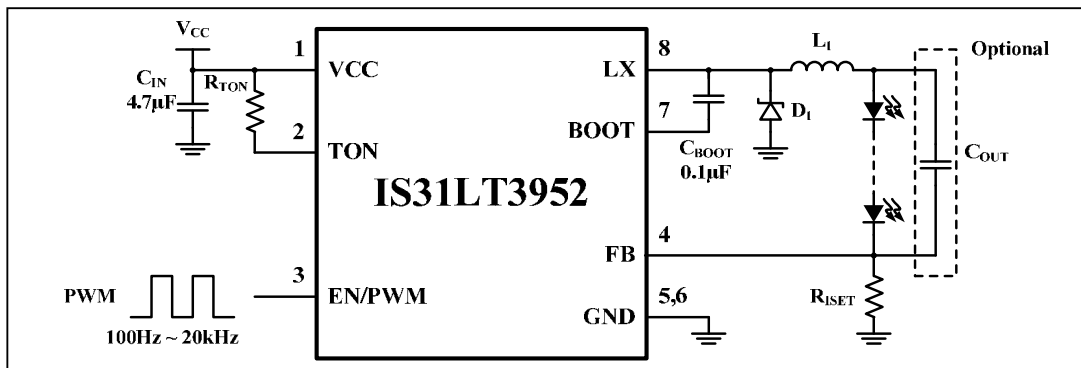 VCC
1
VCC
CIN
4.7µF
RTON
2
TON
IS31LT3952
3
EN/PWM
PWM
100Hz ~ 20kHz
8
LX
7
BOOT
CBOOT
0.1µF
D1
L1
Optional
COUT
4
FB
5,6
GND
RISET